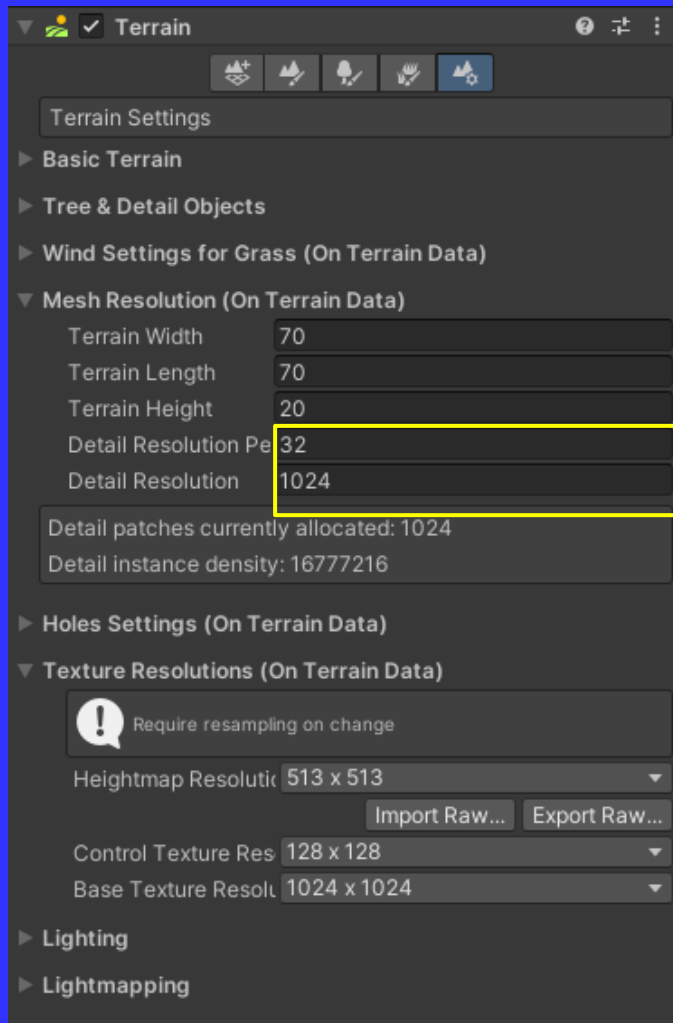 Terrain
Terrain Settings
Basic Terrain
Tree & Detail Objects
Wind Settings for Grass (On Terrain Data)
Mesh Resolution (On Terrain Data)
Terrain Width 70
Terrain Length 70
Terrain Height 20
Detail Resolution Pe 32
Detail Resolution 1024
Detail patches currently allocated: 1024
Detail instance density: 16777216
Holes Settings (On Terrain Data)
Texture Resolutions (On Terrain Data)
Require resampling on change
Heightmap Resolutic 513 x 513
Import Raw... Export Raw...
Control Texture Res 128 x 128
Base Texture Resolu 1024 x 1024
Lighting
Lightmapping